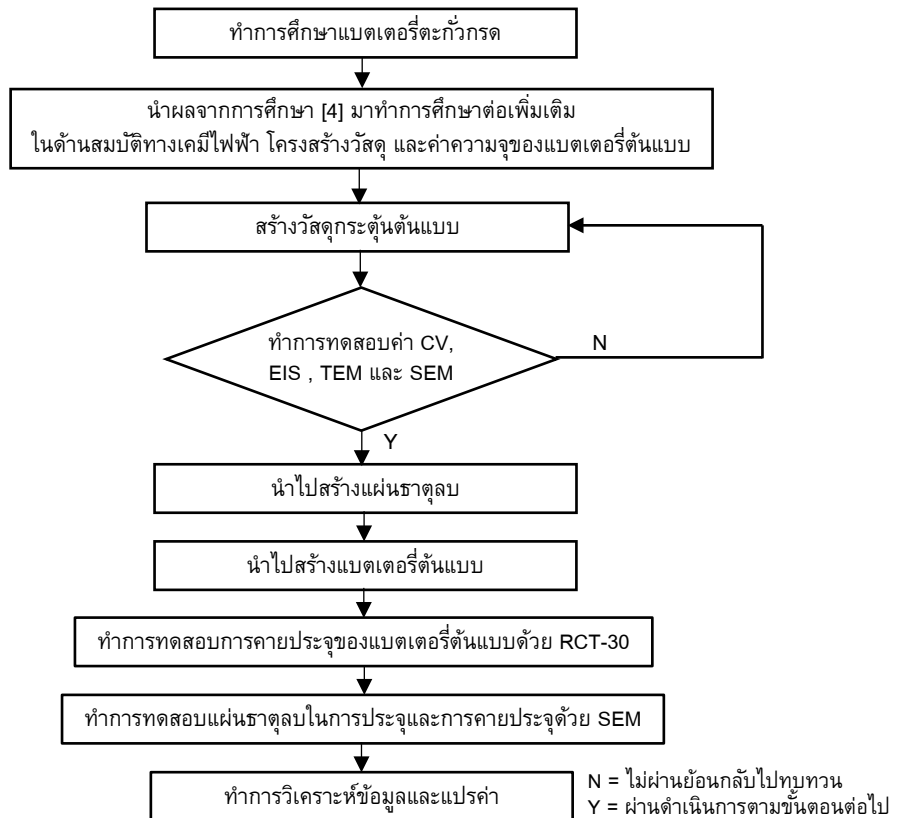 ทำการศึกษาแบตเตอรี่ตะกั่วกรด
นำผลจากการศึกษา [4] มาทำการศึกษาต่อเพิ่มเติม
ในด้านสมบัติทางเคมีไฟฟ้า โครงสร้างวัสดุ และค่าความจุของแบตเตอรี่ต้นแบบ
สร้างวัสดุกระตุ้นต้นแบบ
ทำการทดสอบค่า CV,
EIS , TEM และ SEM
N
Y
นำไปสร้างแผ่นธาตุลบ
นำไปสร้างแบตเตอรี่ต้นแบบ
ทำการทดสอบการคายประจุของแบตเตอรี่ต้นแบบด้วย RCT-30
ทำการทดสอบแผ่นธาตุลบในการประจุและการคายประจุด้วย SEM
ทำการวิเคราะห์ข้อมูลและแปรค่า
N = ไม่ผ่านย้อนกลับไปทบทวน
Y = ผ่านดำเนินการตามขั้นตอนต่อไป